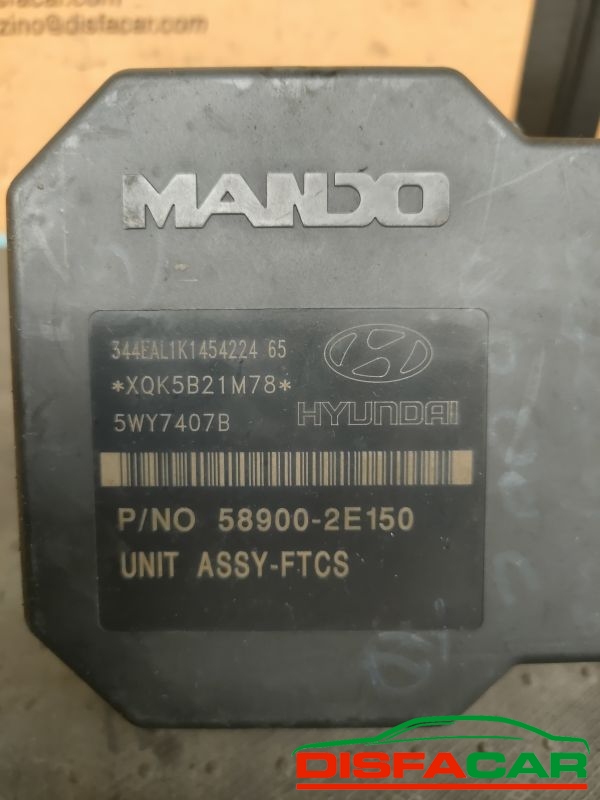 zino@disfacar.com
MANDO
344EAL1K1454224 65
*XQK5B21M78*
5WY7407B
HYUNDAI
P/NO 58900-2E150
UNIT ASSY-FTCS
DISFACAR